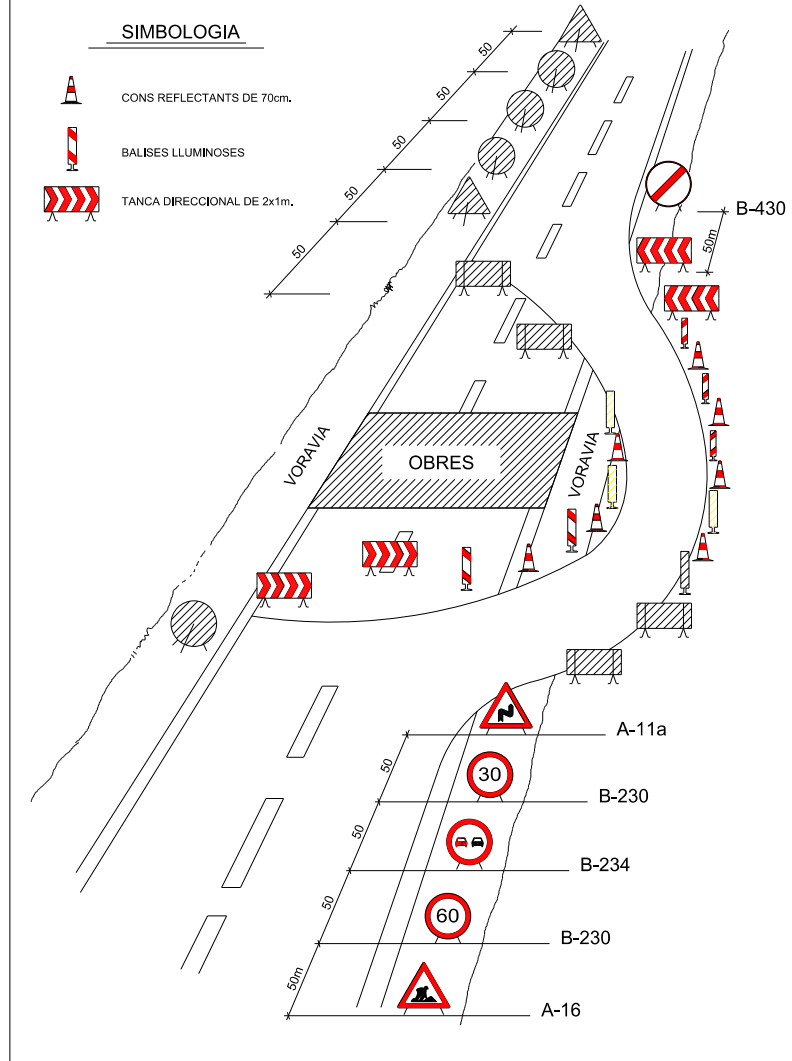 SIMBOLOGIA
CONS REFLECTANTS DE 70cm.
BALISES LLUMINOSES
TANCA DIRECCIONAL DE 2x1m.
50
50
50
50
50
B-430
50m
VORAVIA
OBRES
VORAVIA
A-11a
50
30
B-230
50
B-234
50
60
B-230
50m
A-16